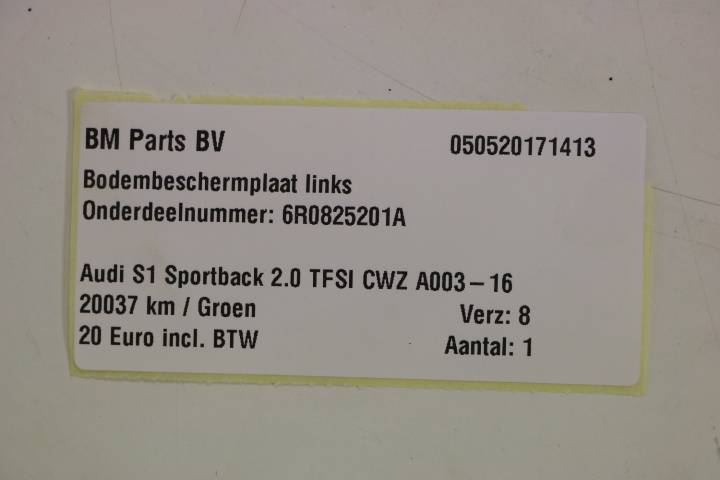 BM Parts BV 050520171413
Bodembeschermplaat links
Onderdeelnummer: 6R0825201A
Audi S1 Sportback 2.0 TFSI CWZ A003-16
20037 km / Groen Verz: 8
20 Euro incl. BTW Aantal: 1